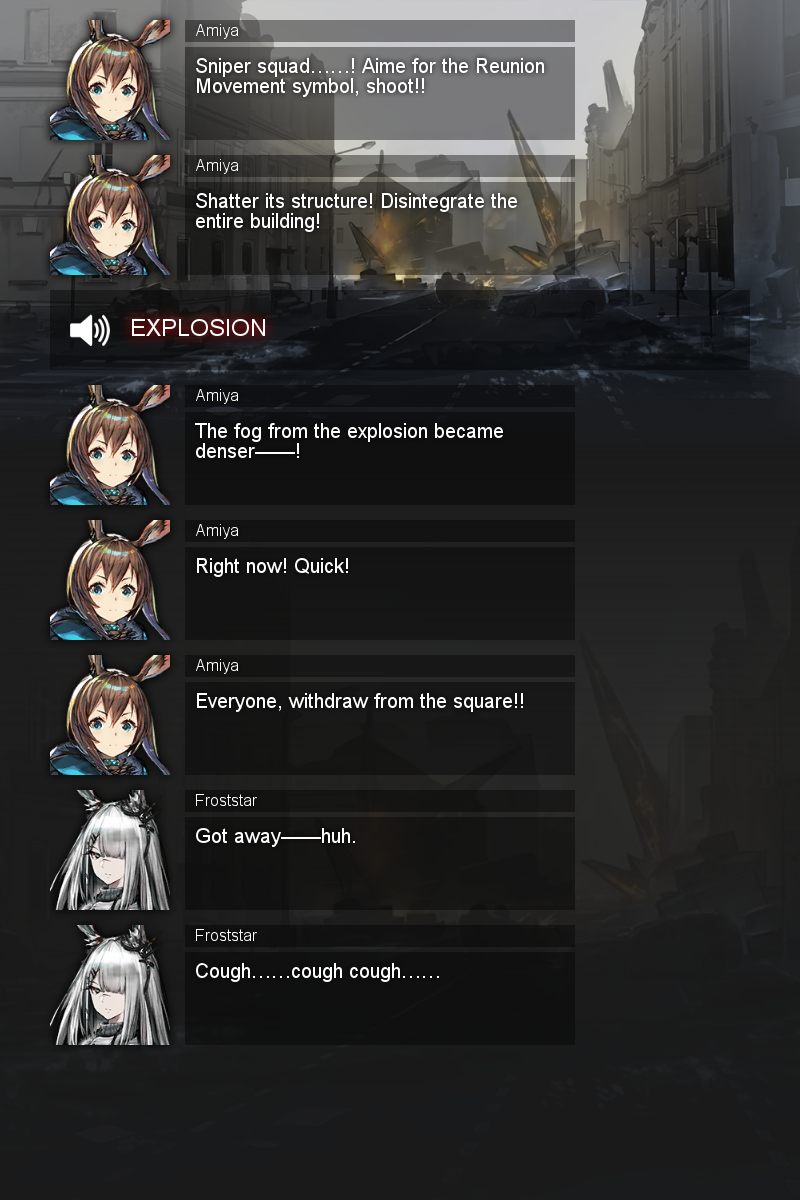 Amiya
Sniper squad……! Aime for the Reunion
Movement symbol, shoot!!
Amiya
Shatter its structure! Disintegrate the
entire building!
EXPLOSION
Amiya
The fog from the explosion became
denser——!
Amiya
Right now! Quick!
Amiya
Everyone, withdraw from the square!!
Froststar
Got away——huh.
Froststar
Cough……cough cough……